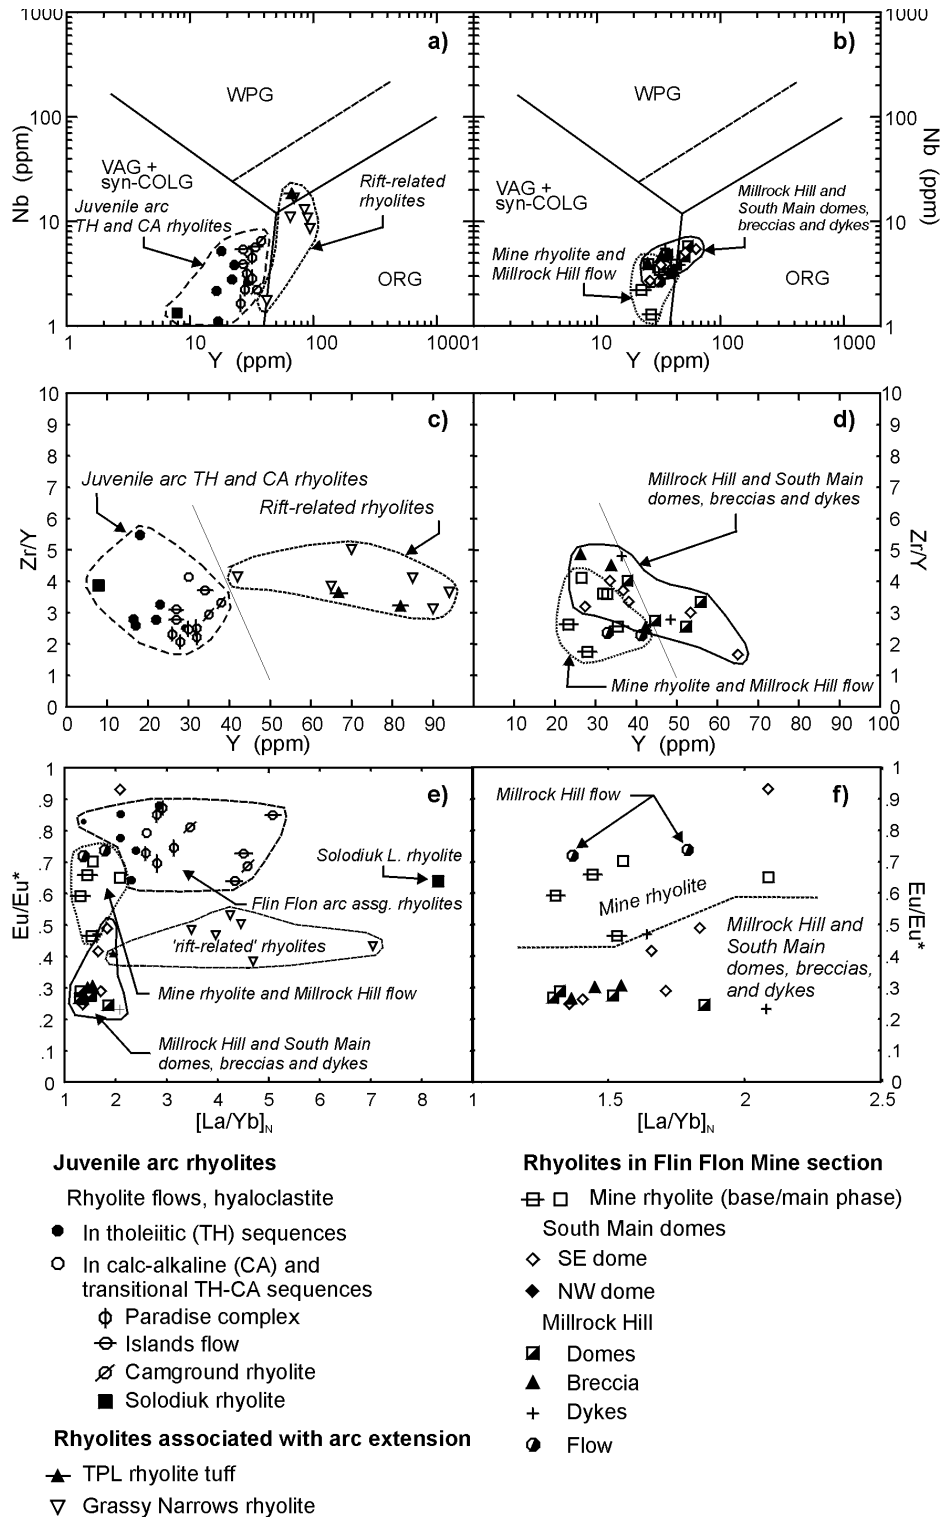 1000
a)
WPG
100
Nb (ppm)
VAG +
syn-COLG
Juvenile arc
TH and CA rhyolites
Rift-related
rhyolites
10
ORG
1
1
10
100
1000
Y (ppm)
1000
b)
WPG
100
Nb (ppm)
VAG +
syn-COLG
Millrock Hill and
South Main domes,
breccias and dykes
10
Mine rhyolite and
Millrock Hill flow
ORG
1
1
10
100
1000
Y (ppm)
10
9
8
7
6
5
4
3
2
1
0
Zr/Y
c)
Juvenile arc TH and CA rhyolites
Rift-related rhyolites
0
10
20
30
40
50
60
70
80
90
Y (ppm)
d)
Millrock Hill and South Main
domes, breccias and dykes
Mine rhyolite and Millrock Hill flow
10
9
8
7
6
5
4
3
2
1
0
Zr/Y
10
20
30
40
50
60
70
80
90
100
Y (ppm)
1
.9
.8
.7
.6
.5
.4
.3
.2
.1
0
Eu/Eu*
e)
Solodiuk L. rhyolite
Flin Flon arc assg. rhyolites
'rift-related' rhyolites
Mine rhyolite and Millrock Hill flow
Millrock Hill and South Main
domes, breccias and dykes
1
2
3
4
5
6
7
8
[La/Yb]N
f)
Millrock Hill flow
Mine rhyolite
Millrock Hill and
South Main
domes, breccias,
and dykes
1
.9
.8
.7
.6
.5
.4
.3
.2
.1
0
Eu/Eu*
1
1.5
2
2.5
[La/Yb]N
Juvenile arc rhyolites
Rhyolite flows, hyaloclastite
In tholeiitic (TH) sequences
In calc-alkaline (CA) and
transitional TH-CA sequences
Paradise complex
Islands flow
Camground rhyolite
Solodiuk rhyolite
Rhyolites associated with arc extension
TPL rhyolite tuff
Grassy Narrows rhyolite
Rhyolites in Flin Flon Mine section
Mine rhyolite (base/main phase)
South Main domes
SE dome
NW dome
Millrock Hill
Domes
Breccia
Dykes
Flow